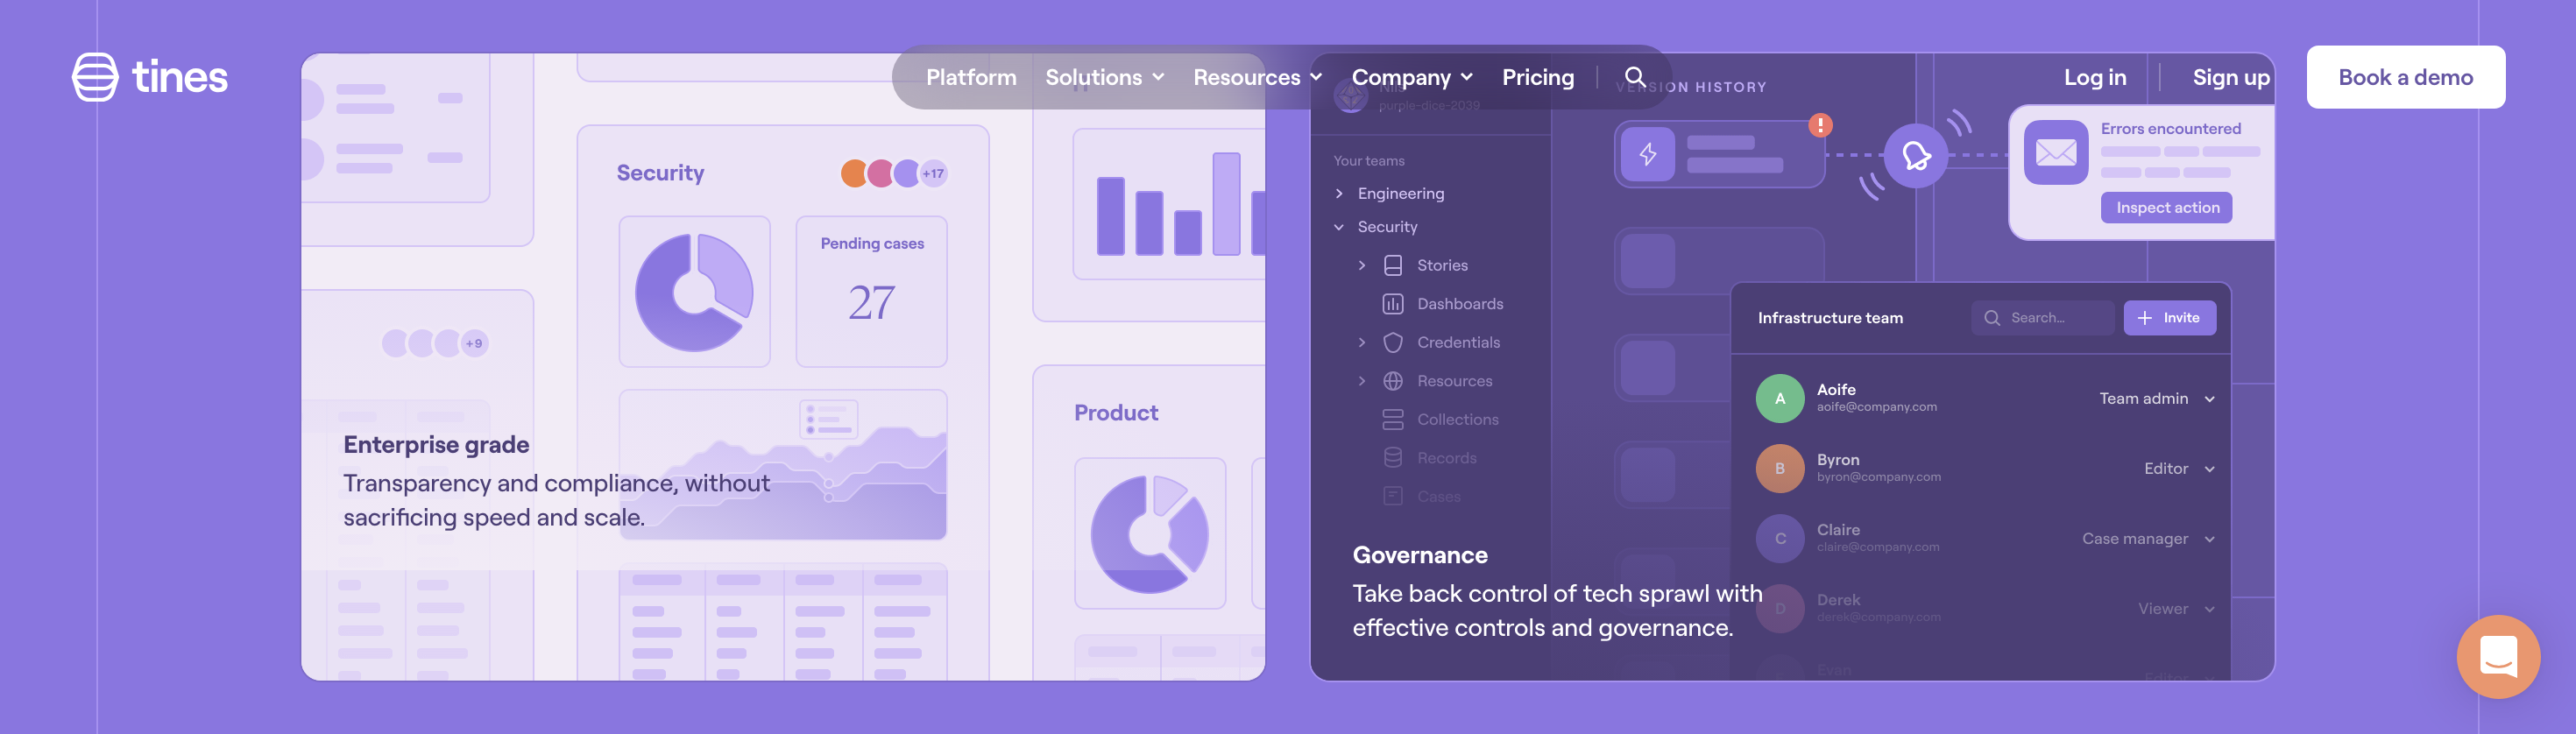 tines
Platform
Solutions
Resources
Company
Pricing
Log in
Sign up
Book a demo
Security
+17
Pending cases
27
+9
Product
Enterprise grade
Transparency and compliance, without
sacrificing speed and scale.
Nils
purple-dice-2039
Your teams
Engineering
Security
Stories
Dashboards
Credentials
Resources
Collections
Records
Cases
VERSION HISTORY
Errors encountered
Inspect action
Infrastructure team
Search...
Invite
A
Aoife
aoife@company.com
Team admin
B
Byron
byron@company.com
Editor
C
Claire
claire@company.com
Case manager
D
Derek
derek@company.com
Viewer
Evan
Editor
Governance
Take back control of tech sprawl with
effective controls and governance.